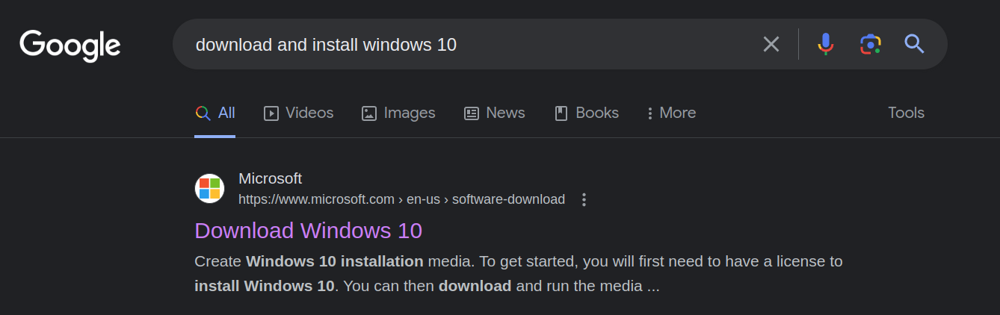 Google
download and install windows 10
All Videos Images News Books More Tools
Microsoft
https://www.microsoft.com › en-us › software-download
Download Windows 10
Create Windows 10 installation media. To get started, you will first need to have a license to
install Windows 10. You can then download and run the media ...